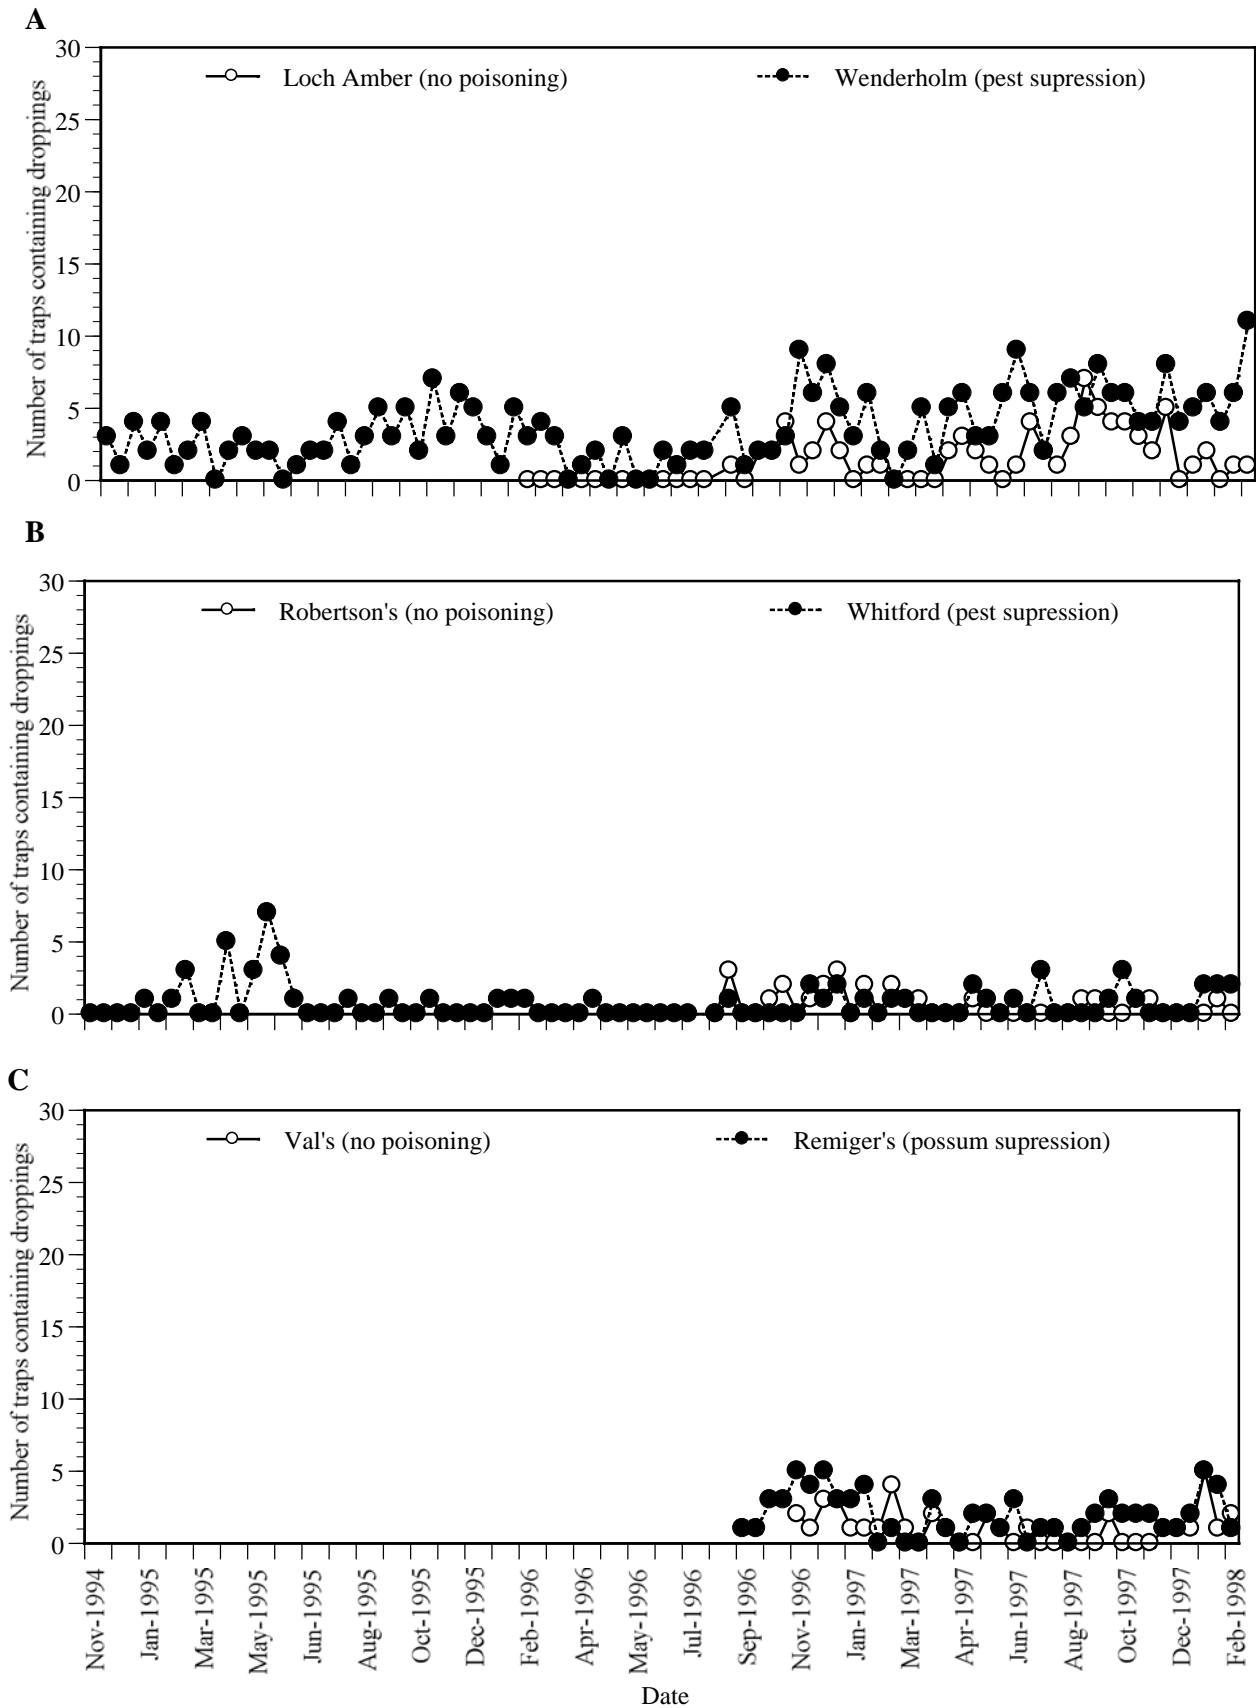 A
30
Loch Amber (no poisoning) Wenderholm (pest supression)
25
20
15
10
5
0
Number of traps containing droppings
B
30
Robertson's (no poisoning) Whitford (pest supression)
25
20
15
10
5
0
Number of traps containing droppings
C
30
Val's (no poisoning) Remiger's (possum supression)
25
20
15
10
5
0
Number of traps containing droppings
Nov-1994
Jan-1995
Mar-1995
May-1995
Jun-1995
Aug-1995
Oct-1995
Dec-1995
Feb-1996
Apr-1996
May-1996
Jul-1996
Sep-1996
Nov-1996
Jan-1997
Mar-1997
Apr-1997
Jun-1997
Aug-1997
Oct-1997
Dec-1997
Feb-1998
Date